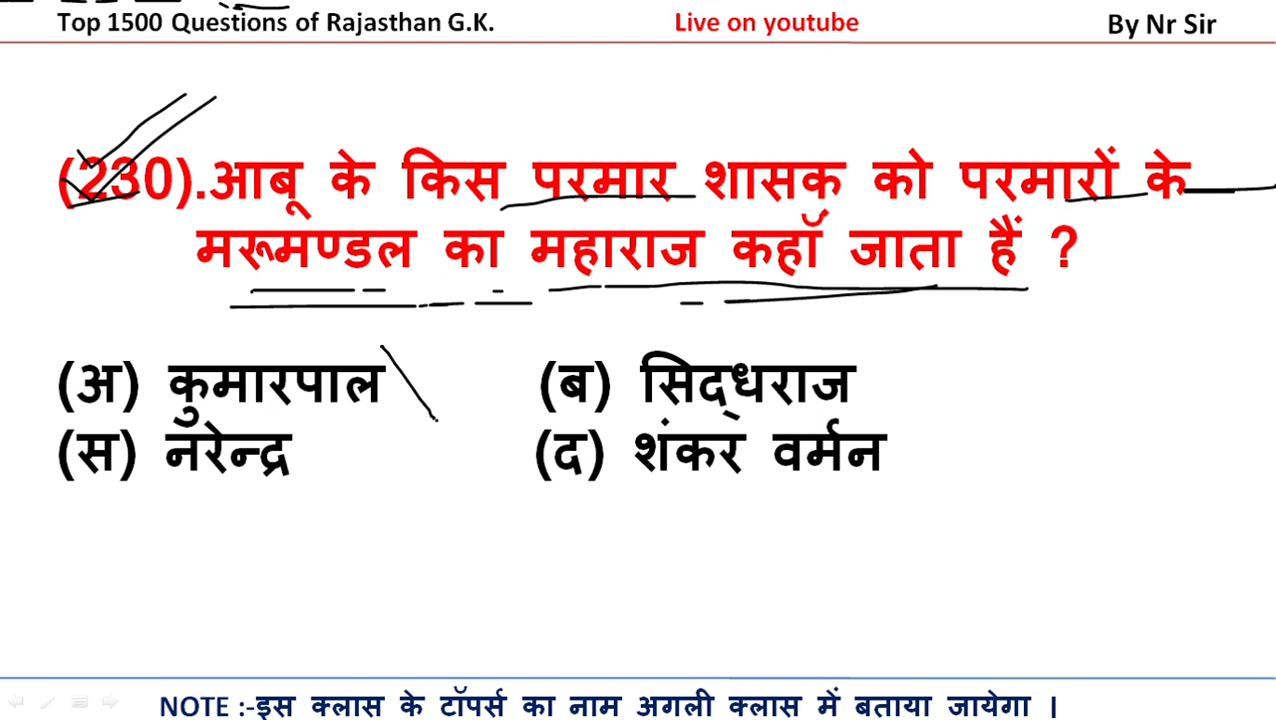 Top 1500 Questions of Rajasthan G.K. Live on youtube By Nr Sir
(230).आबू के किस परमार शासक को परमारों के
मरूमण्डल का महाराज कहाॅ जाता हैं ?
(अ) कुमारपाल (ब) सिद्धराज
(स) नरेन्द्र (द) शंकर वर्मन
NOTE :-इस क्लास के टॉपर्स का नाम अगली क्लास में बताया जायेगा ।